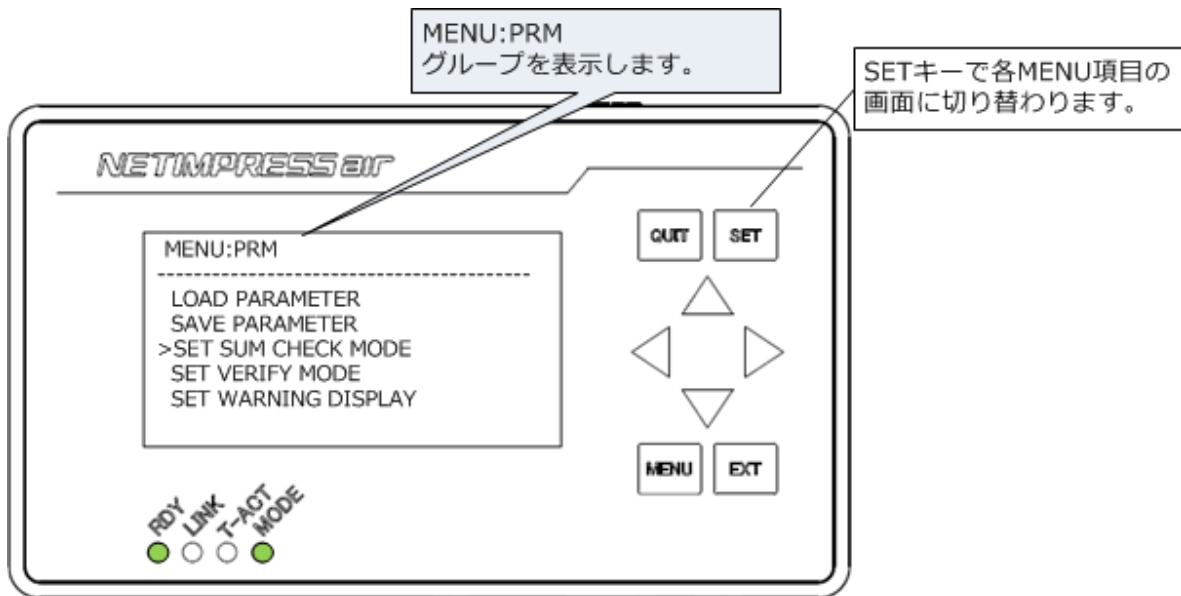 MENU:PRM
グループを表示します。
SETキーで各MENU項目の
画面に切り替わります。
NETIMPRESS air
MENU:PRM
----------------------------------------
LOAD PARAMETER
SAVE PARAMETER
>SET SUM CHECK MODE
SET VERIFY MODE
SET WARNING DISPLAY
QUIT
SET
MENU
EXT
RDY
LINK
T-ACT
MODE